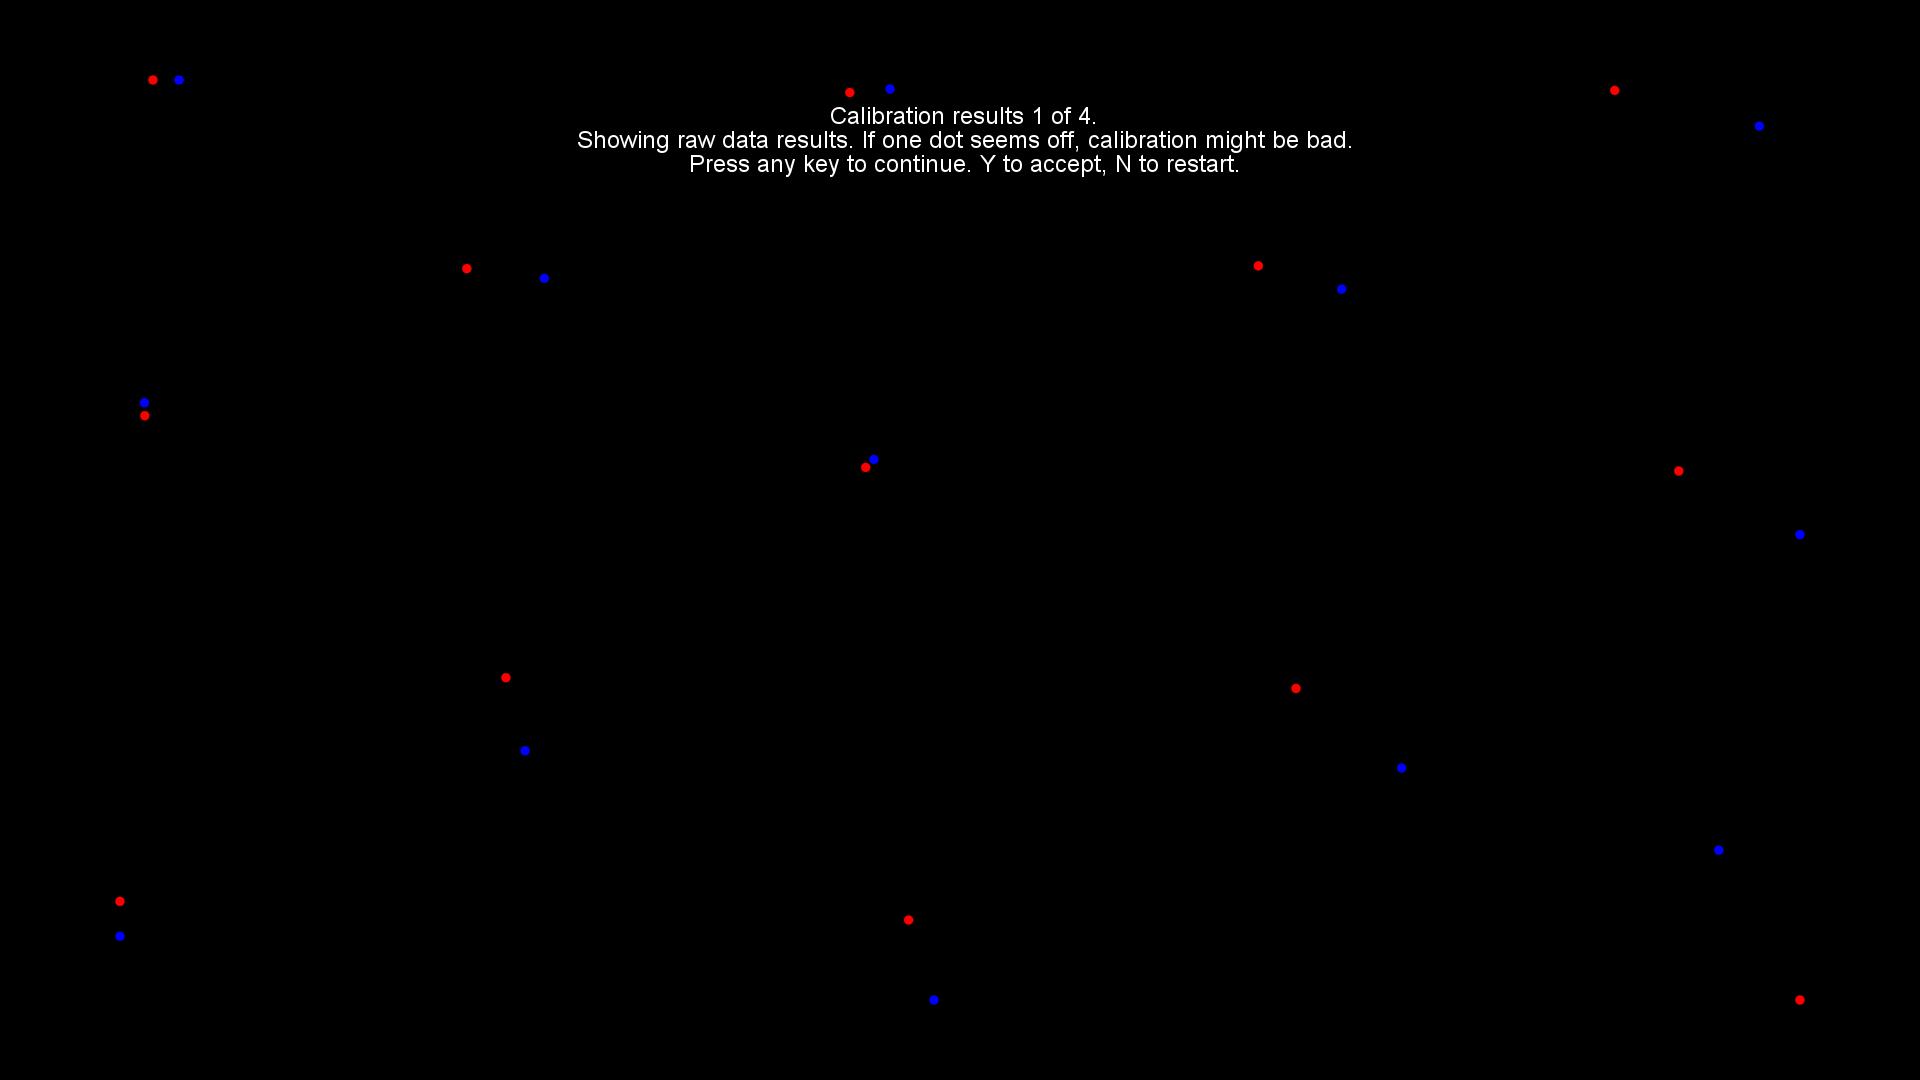 Calibration results 1 of 4.
Showing raw data results. If one dot seems off, calibration might be bad.
Press any key to continue. Y to accept, N to restart.